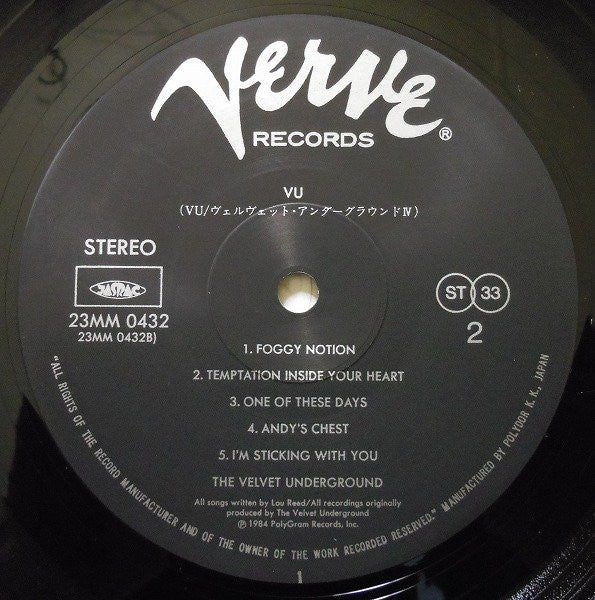 VERVE
RECORDS ®
VU
(VU/ヴェルヴェット・アンダーグラウンドⅣ)
STEREO
JASRAC
23MM 0432
23MM 0432B)
ST 33
2
1. FOGGY NOTION
2. TEMPTATION INSIDE YOUR HEART
3. ONE OF THESE DAYS
4. ANDY'S CHEST
5. I'M STICKING WITH YOU
THE VELVET UNDERGROUND
All songs written by Lou Reed/All recordings originally
produced by The Velvet Underground
℗ 1984 PolyGram Records, Inc.
"ALL RIGHTS OF THE RECORD MANUFACTURER AND OF THE OWNER OF THE WORK RECORDED RESERVED." MANUFACTURED BY POLYDOR K. K., JAPAN
1